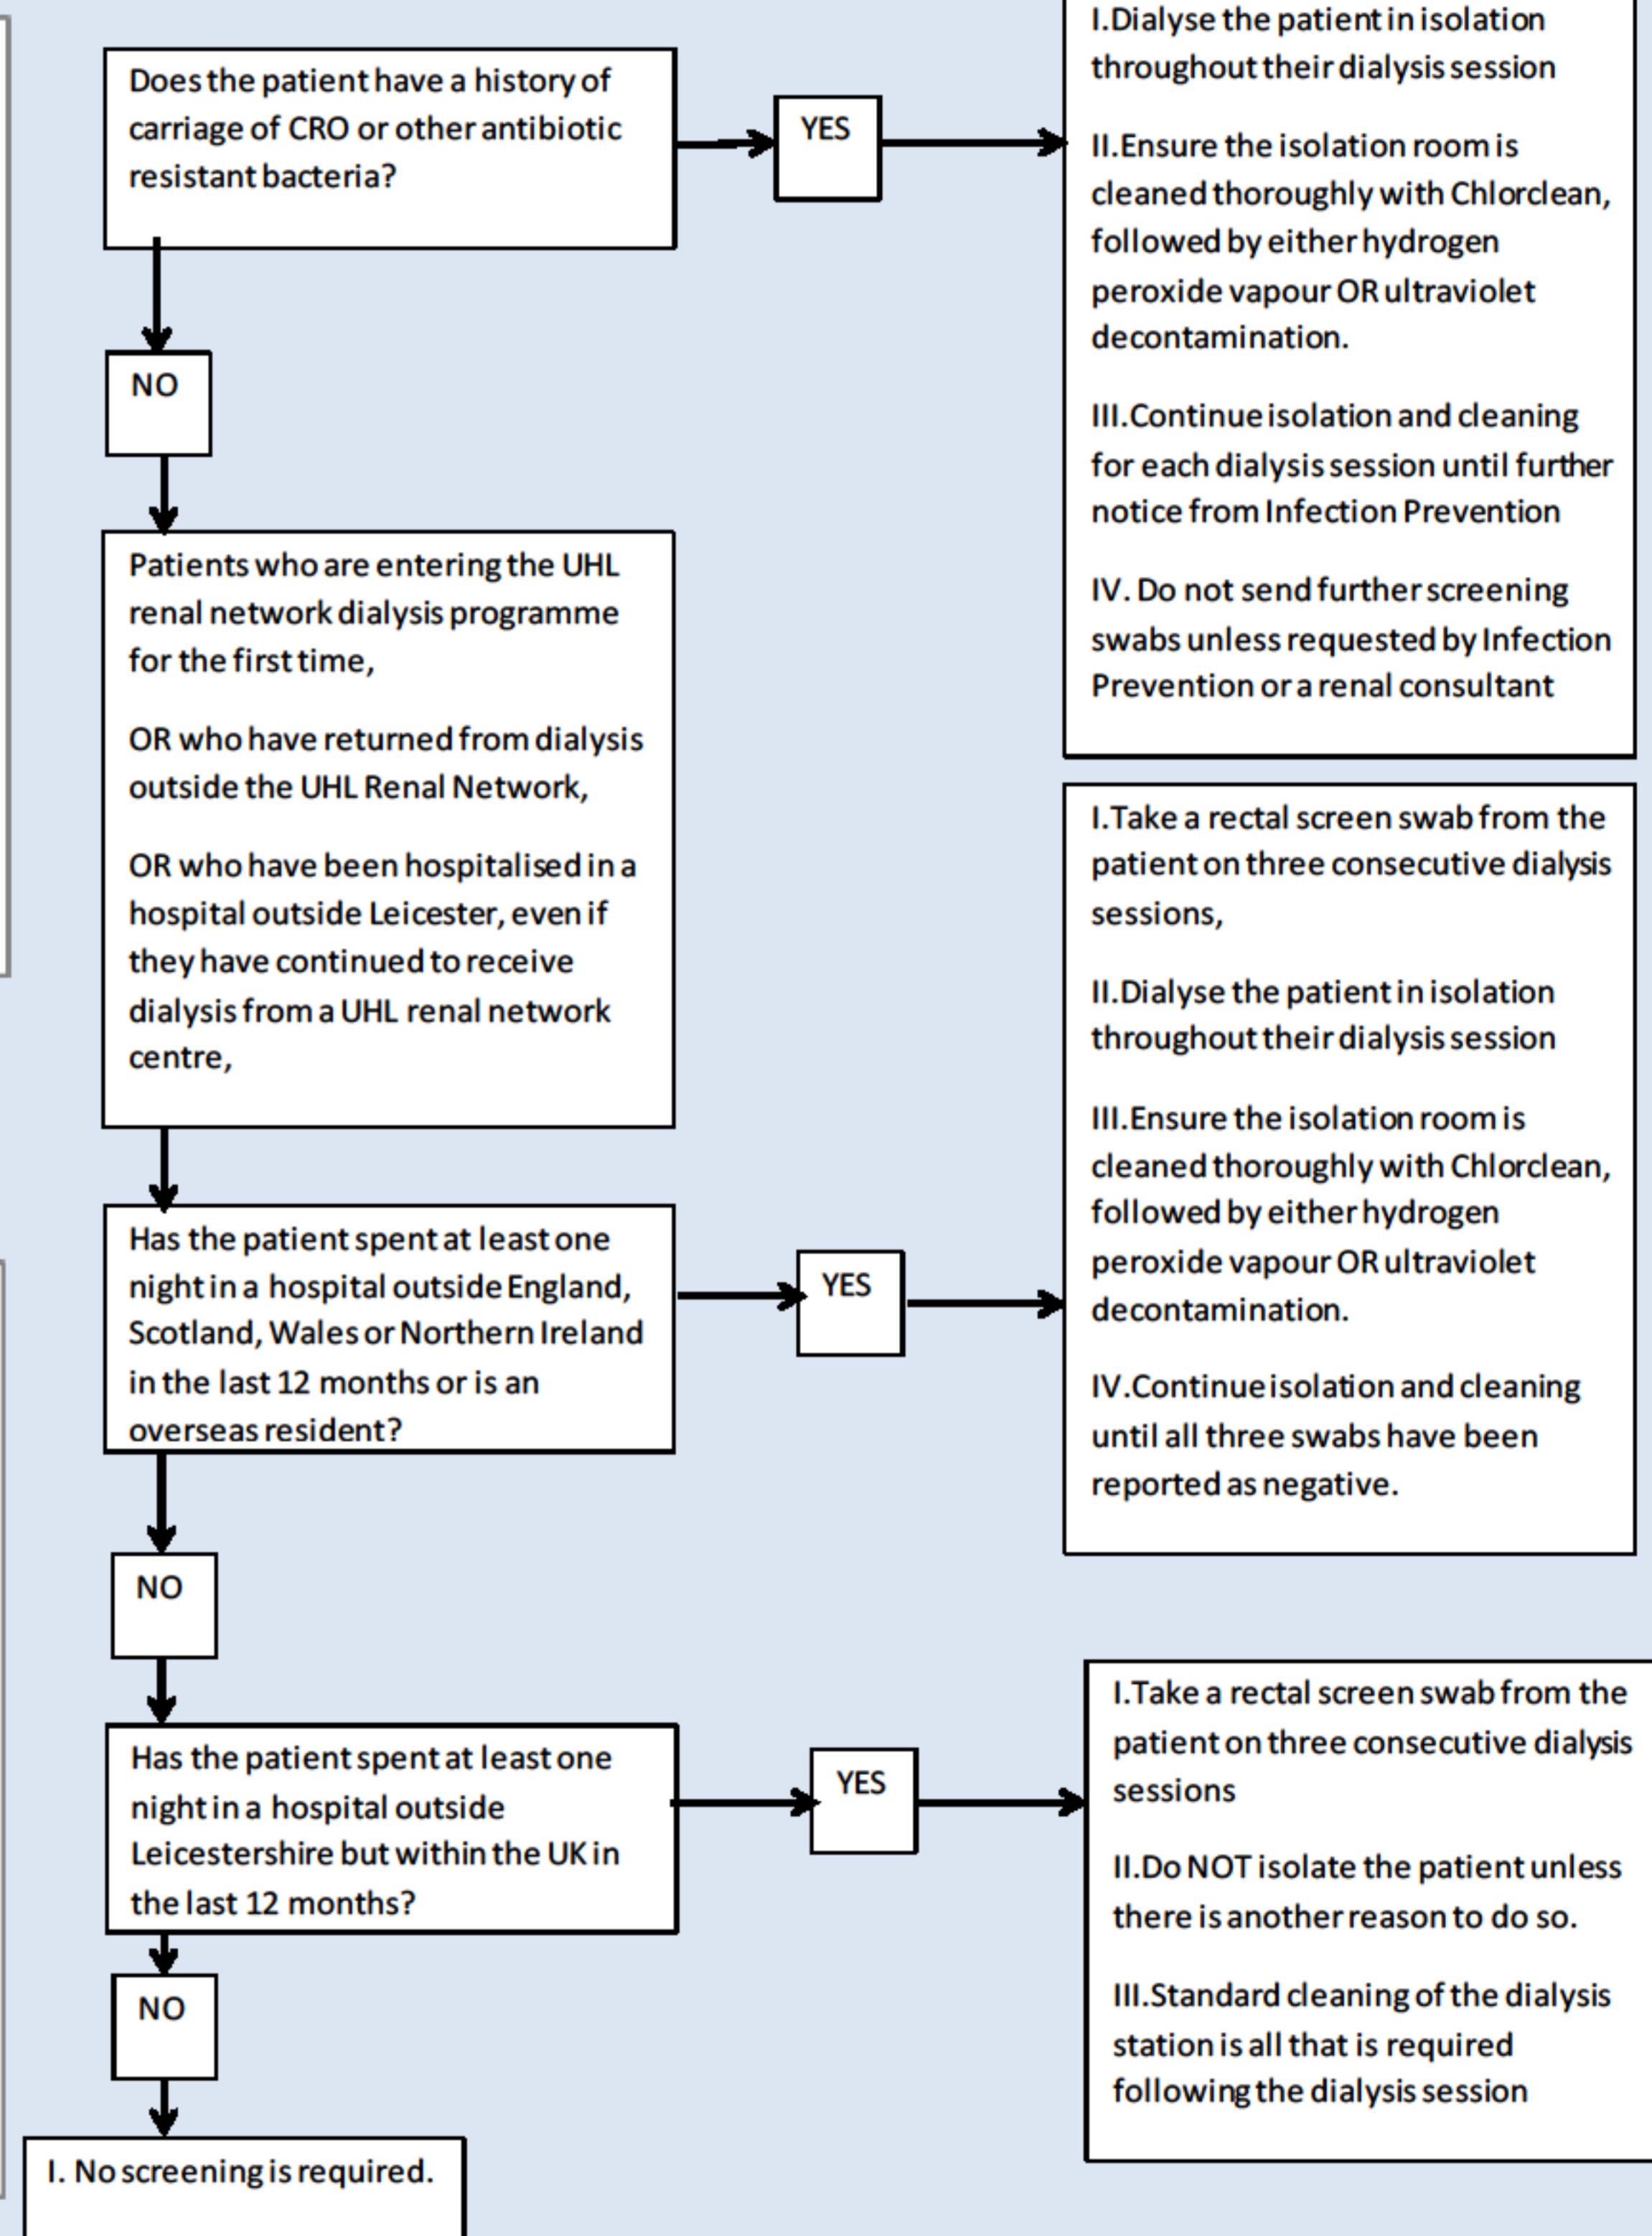 Does the patient have a history of
carriage of CRO or other antibiotic
resistant bacteria?
YES
I.Dialyse the patient in isolation
throughout their dialysis session
II.Ensure the isolation room is
cleaned thoroughly with Chlorclean,
followed by either hydrogen
peroxide vapour OR ultraviolet
decontamination.
III.Continue isolation and cleaning
for each dialysis session until further
notice from Infection Prevention
IV. Do not send further screening
swabs unless requested by Infection
Prevention or a renal consultant
NO
Patients who are entering the UHL
renal network dialysis programme
for the first time,
OR who have returned from dialysis
outside the UHL Renal Network,
OR who have been hospitalised in a
hospital outside Leicester, even if
they have continued to receive
dialysis from a UHL renal network
centre,
Has the patient spent at least one
night in a hospital outside England,
Scotland, Wales or Northern Ireland
in the last 12 months or is an
overseas resident?
YES
I.Take a rectal screen swab from the
patient on three consecutive dialysis
sessions,
II.Dialyse the patient in isolation
throughout their dialysis session
III.Ensure the isolation room is
cleaned thoroughly with Chlorclean,
followed by either hydrogen
peroxide vapour OR ultraviolet
decontamination.
IV.Continue isolation and cleaning
until all three swabs have been
reported as negative.
NO
Has the patient spent at least one
night in a hospital outside
Leicestershire but within the UK in
the last 12 months?
YES
I.Take a rectal screen swab from the
patient on three consecutive dialysis
sessions
II.Do NOT isolate the patient unless
there is another reason to do so.
III.Standard cleaning of the dialysis
station is all that is required
following the dialysis session
NO
I. No screening is required.